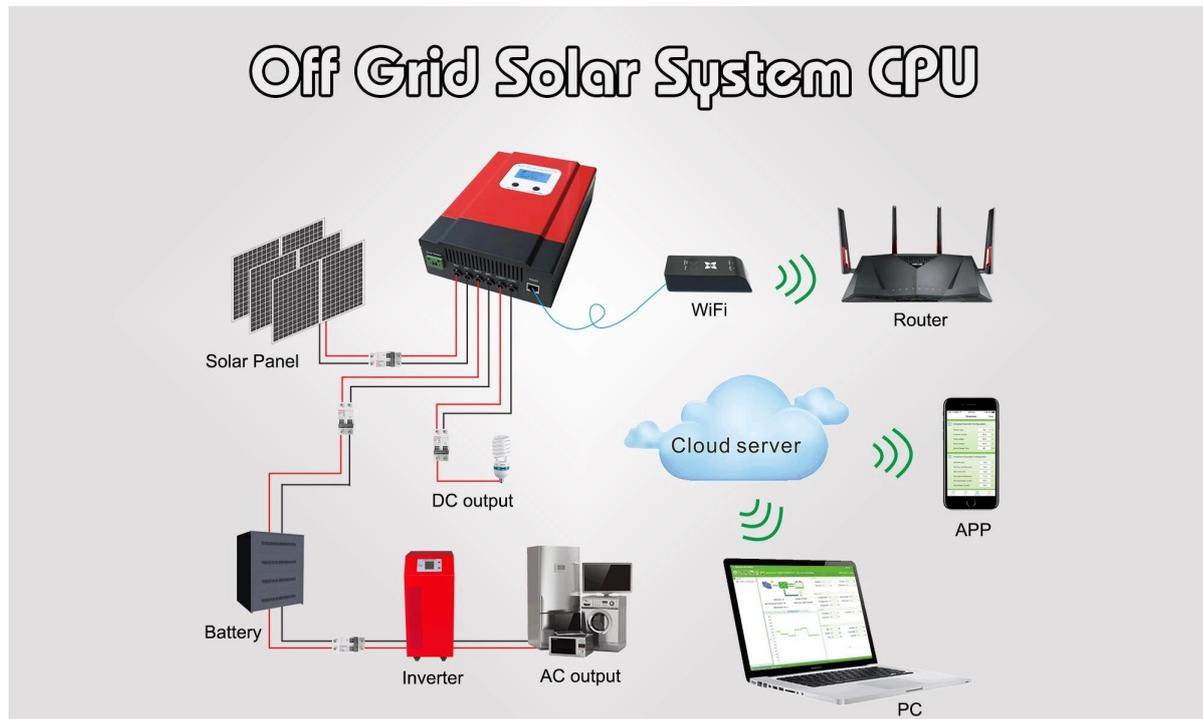 Off Grid Solar System CPU
WiFi
Router
Solar Panel
Cloud server
DC output
APP
Battery
Inverter
AC output
PC